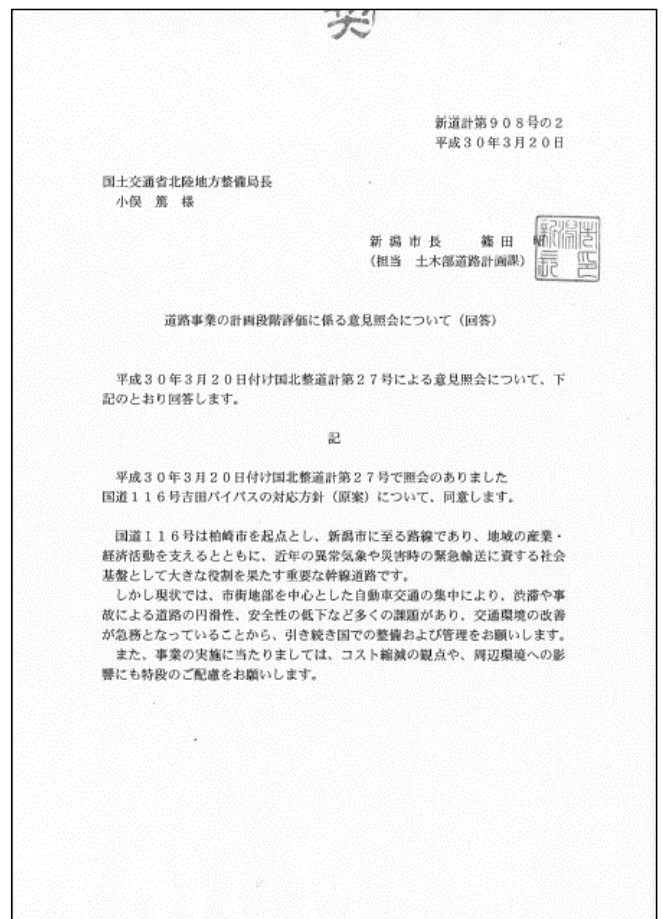 新道計第９０８号の２
平成３０年３月２０日
国土交通省北陸地方整備局長
小俣 篤 様
新潟市長 篠田 昭
（担当 土木部道路計画課）
道路事業の計画段階評価に係る意見照会について（回答）
平成３０年３月２０日付け国北整道計第２７号による意見照会について、下
記のとおり回答します。
記
平成３０年３月２０日付け国北整道計第２７号で照会のありました
国道１１６号吉田バイパスの対応方針（原案）について、同意します。
国道１１６号は柏崎市を起点とし、新潟市に至る路線であり、地域の産業・
経済活動を支えるとともに、近年の異常気象や災害時の緊急輸送に資する社会
基盤として大きな役割を果たす重要な幹線道路です。
しかし現状では、市街地部を中心とした自動車交通の集中により、渋滞や事
故による道路の円滑性、安全性の低下など多くの課題があり、交通環境の改善
が急務となっていることから、引き続き国での整備および管理をお願いします。
また、事業の実施に当たりましては、コスト縮減の観点や、周辺環境への影
響にも特段のご配慮をお願いします。